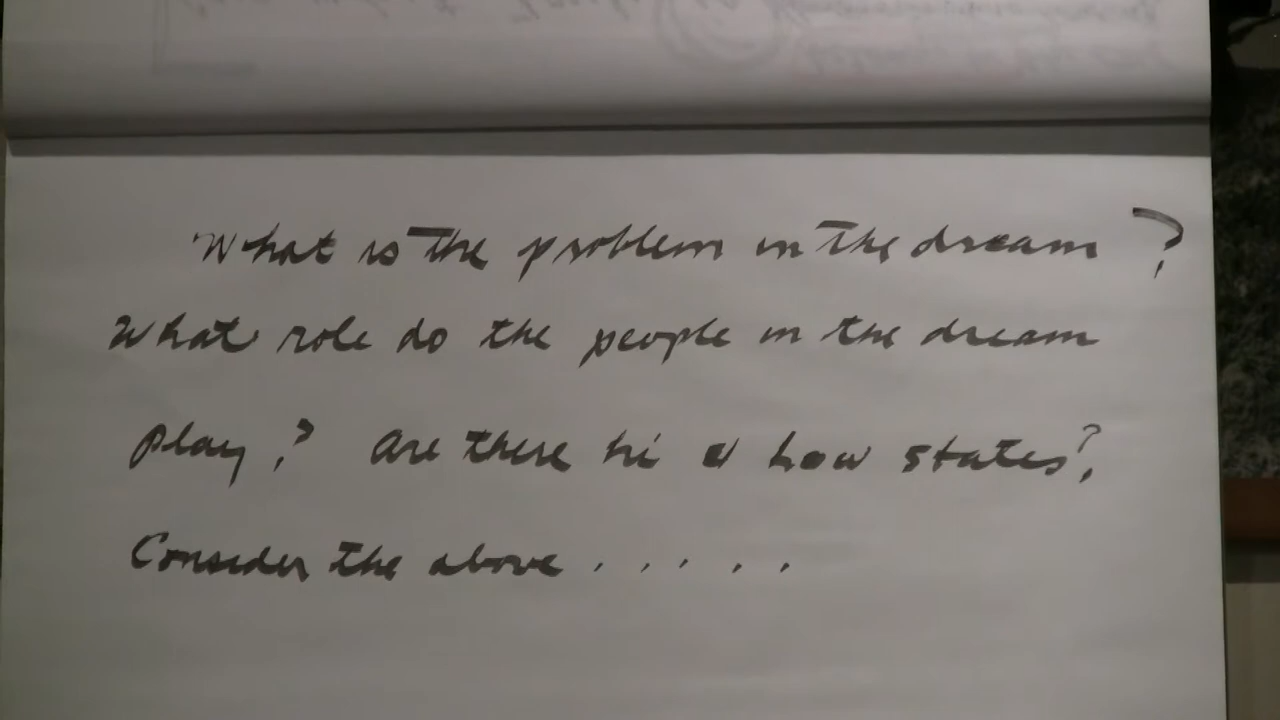 What is the problem in the dream?
What role do the people in the dream
play? Are there hi & low states?
Consider the above . . . . .